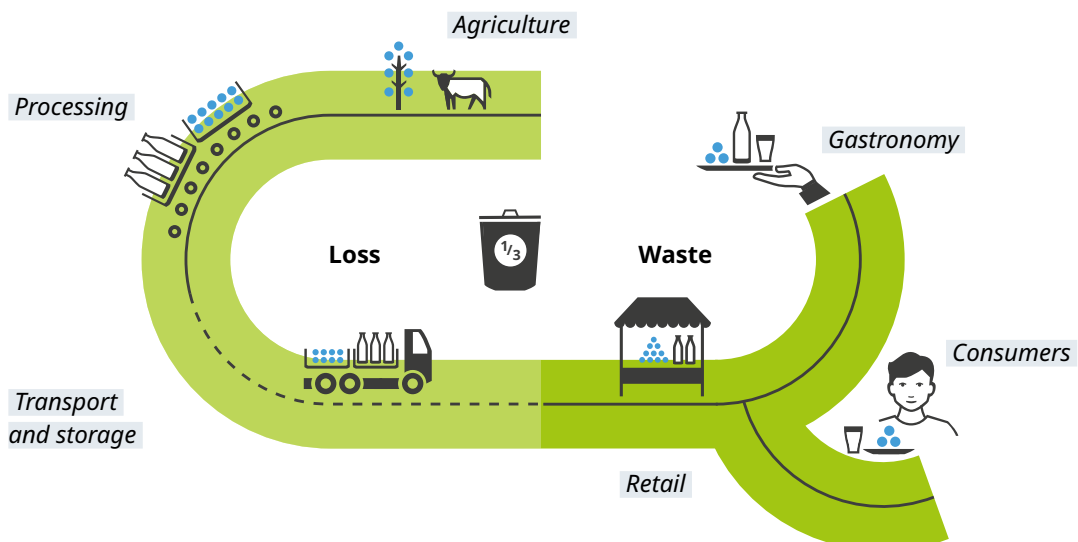 Agriculture
Processing
Gastronomy
1/3
Loss
Waste
Consumers
Transport
and storage
Retail